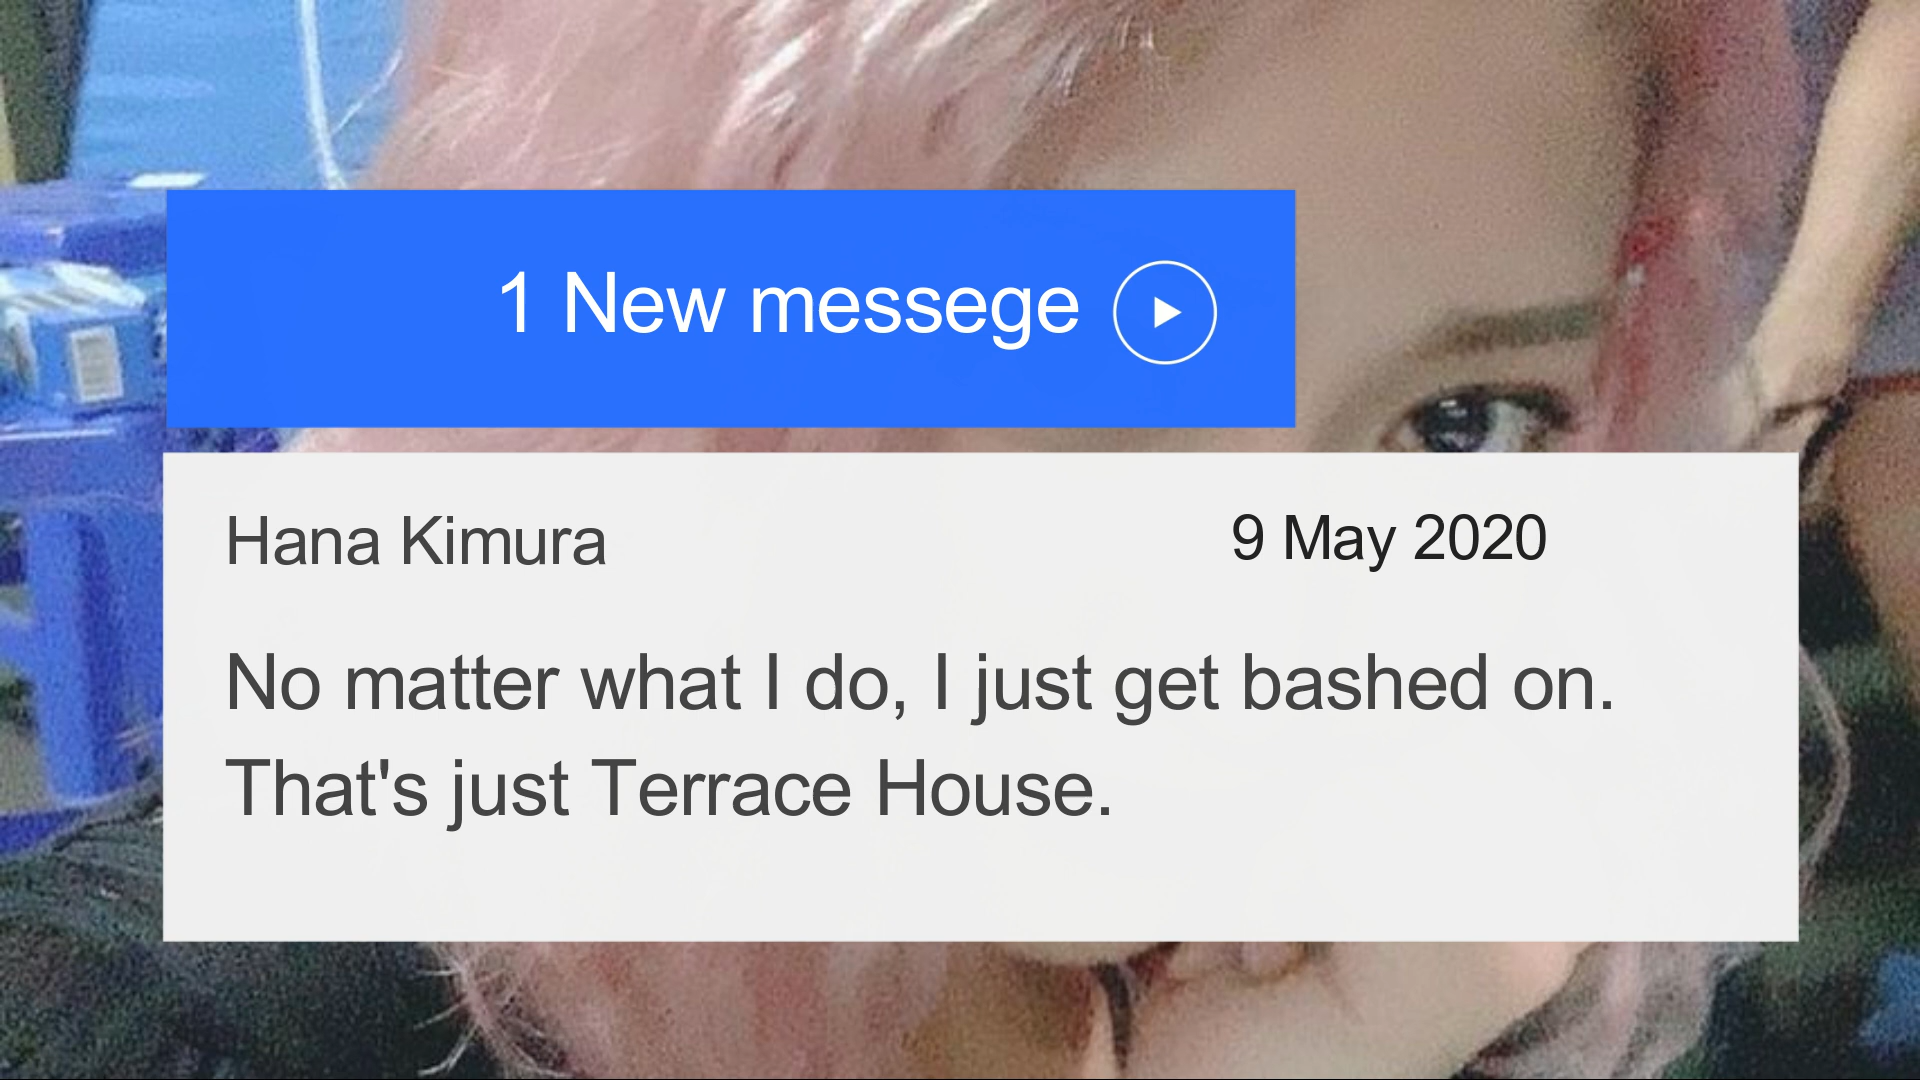 1 New messege
Hana Kimura
9 May 2020
No matter what I do, I just get bashed on.
That's just Terrace House.